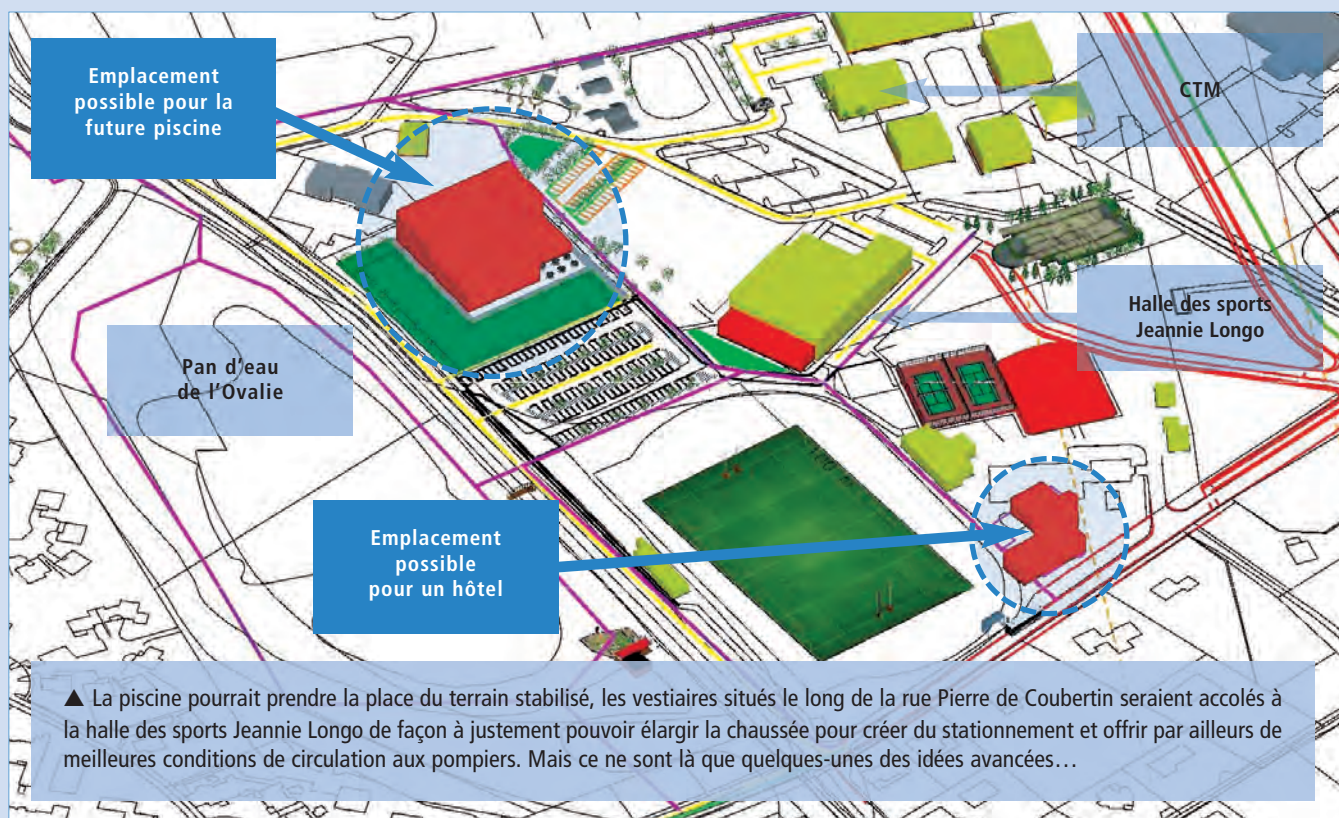 Emplacement
possible pour la
future piscine
CTM
Halle des sports
Jeannie Longo
Pan d'eau
de l'Ovalie
Emplacement
possible
pour un hôtel
▲ La piscine pourrait prendre la place du terrain stabilisé, les vestiaires situés le long de la rue Pierre de Coubertin seraient accolés à
la halle des sports Jeannie Longo de façon à justement pouvoir élargir la chaussée pour créer du stationnement et offrir par ailleurs de
meilleures conditions de circulation aux pompiers. Mais ce ne sont là que quelques-unes des idées avancées…